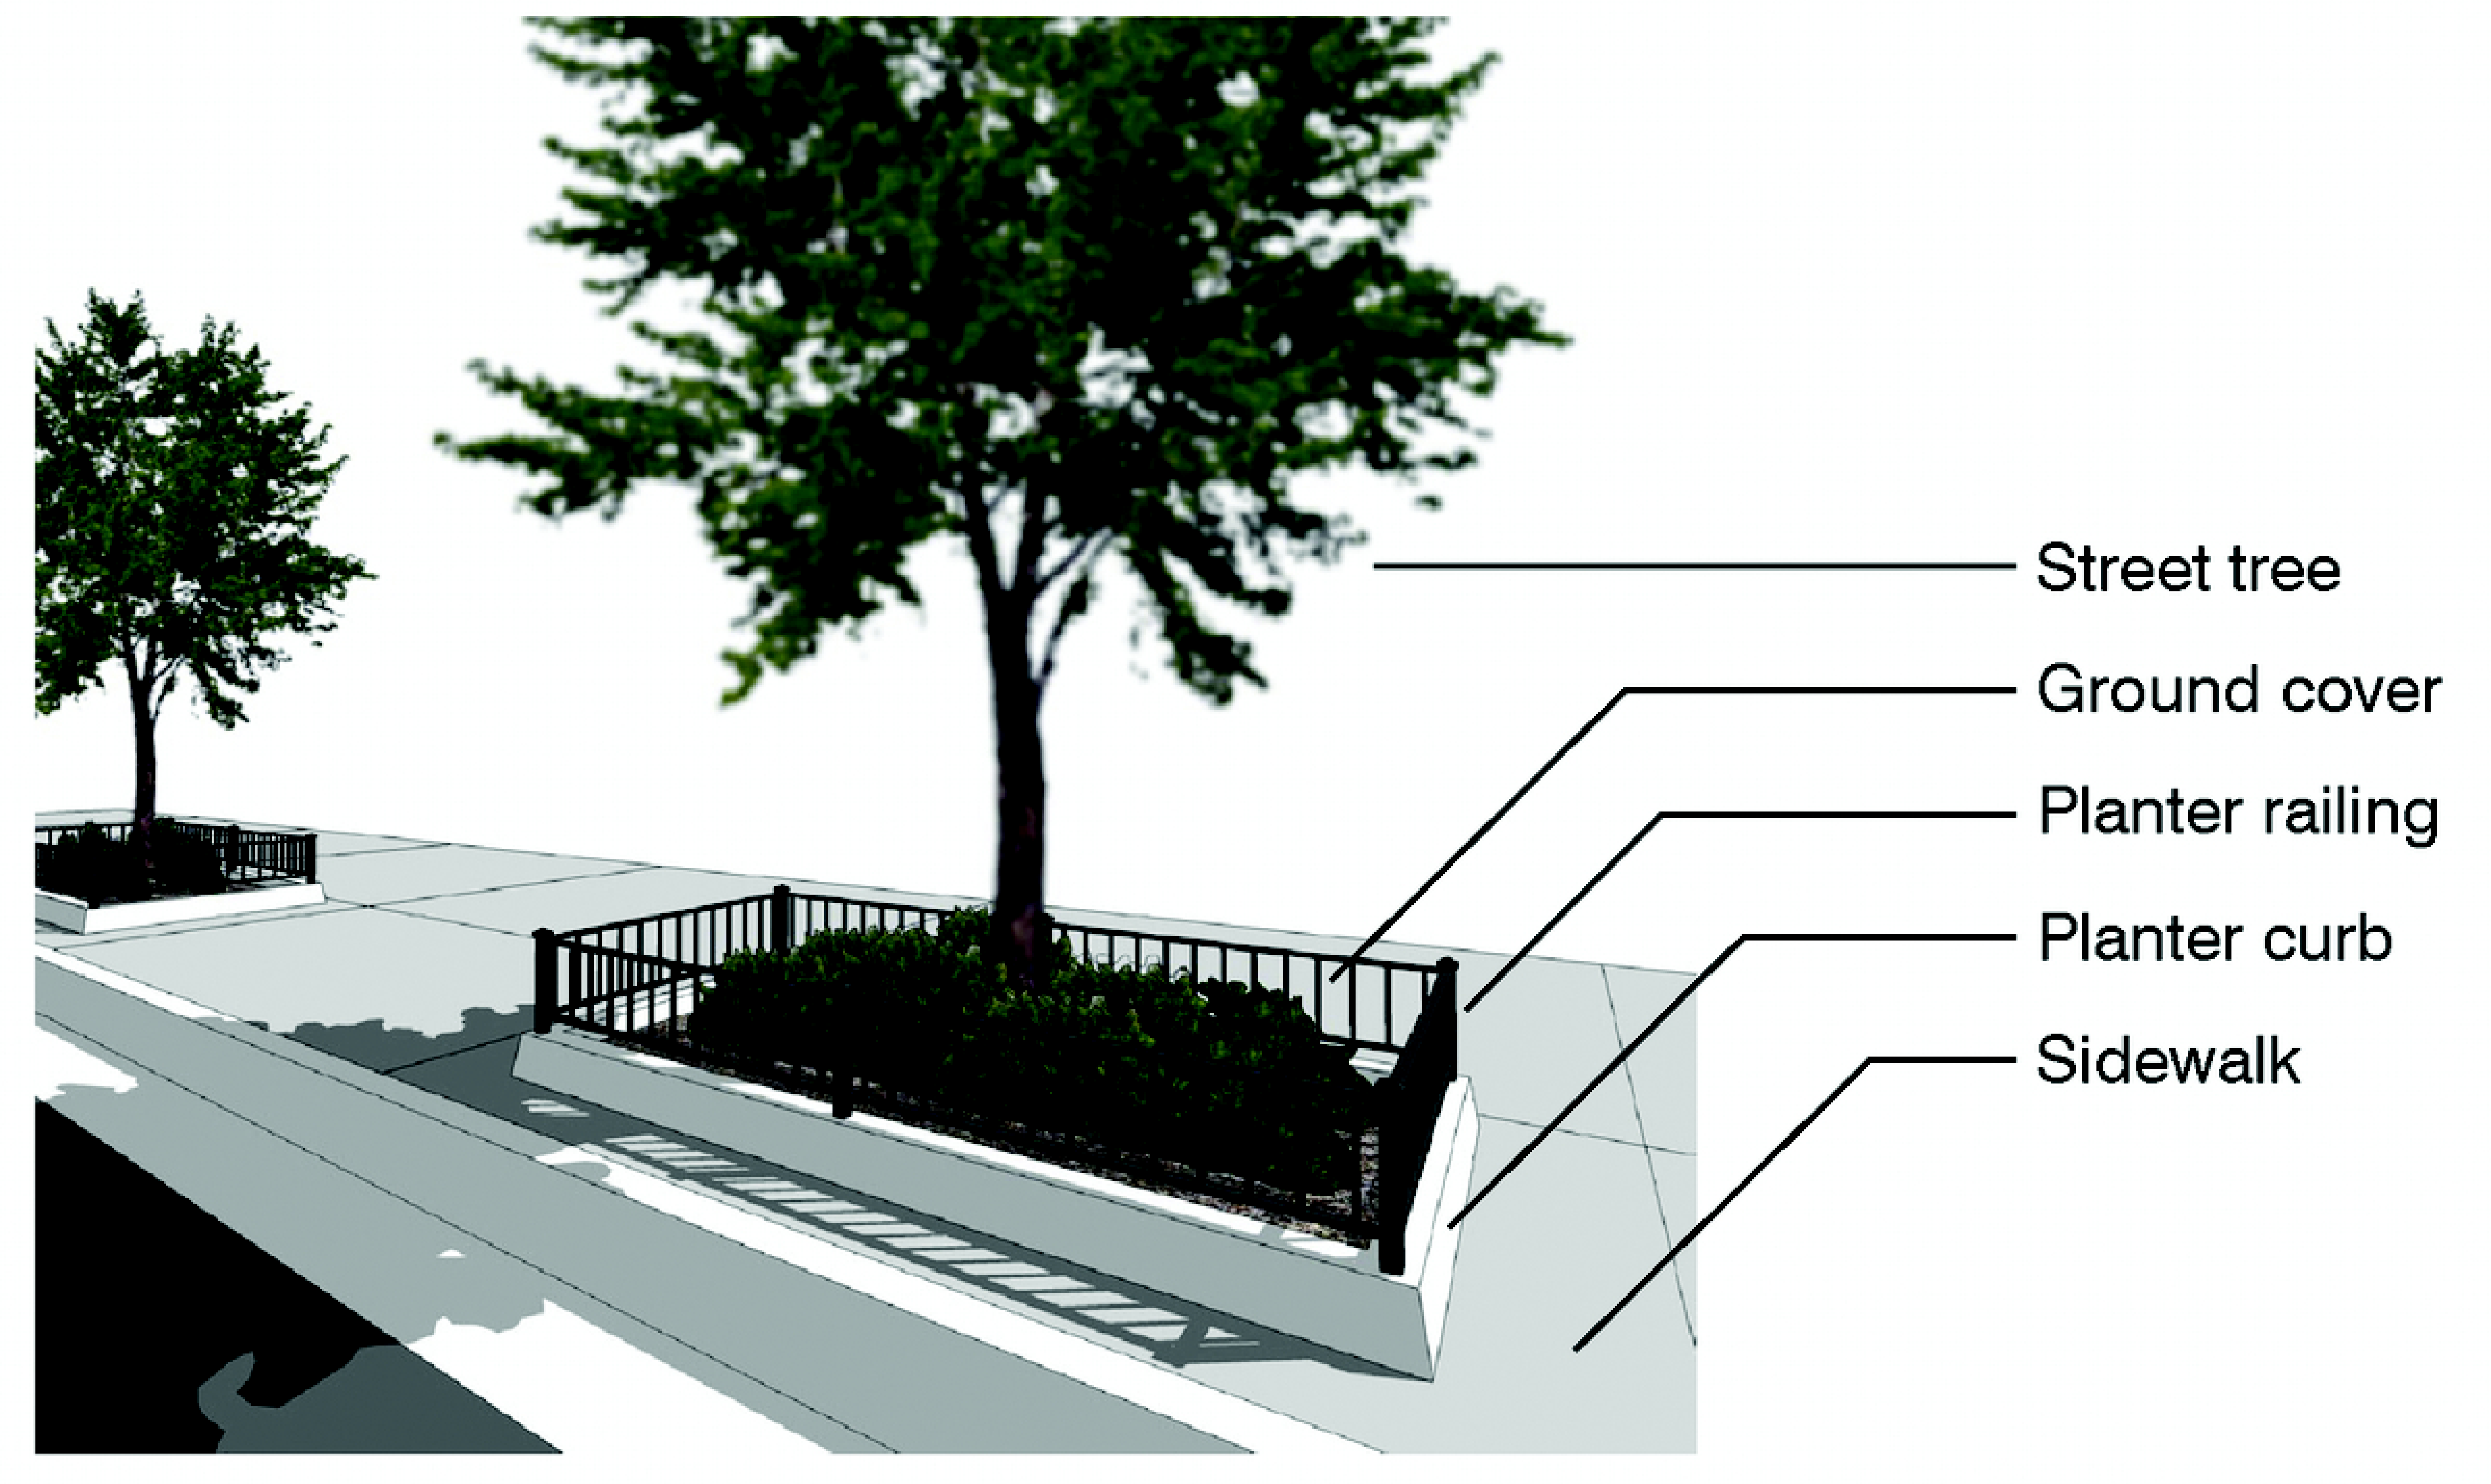 Street tree
Ground cover
Planter railing
Planter curb
Sidewalk